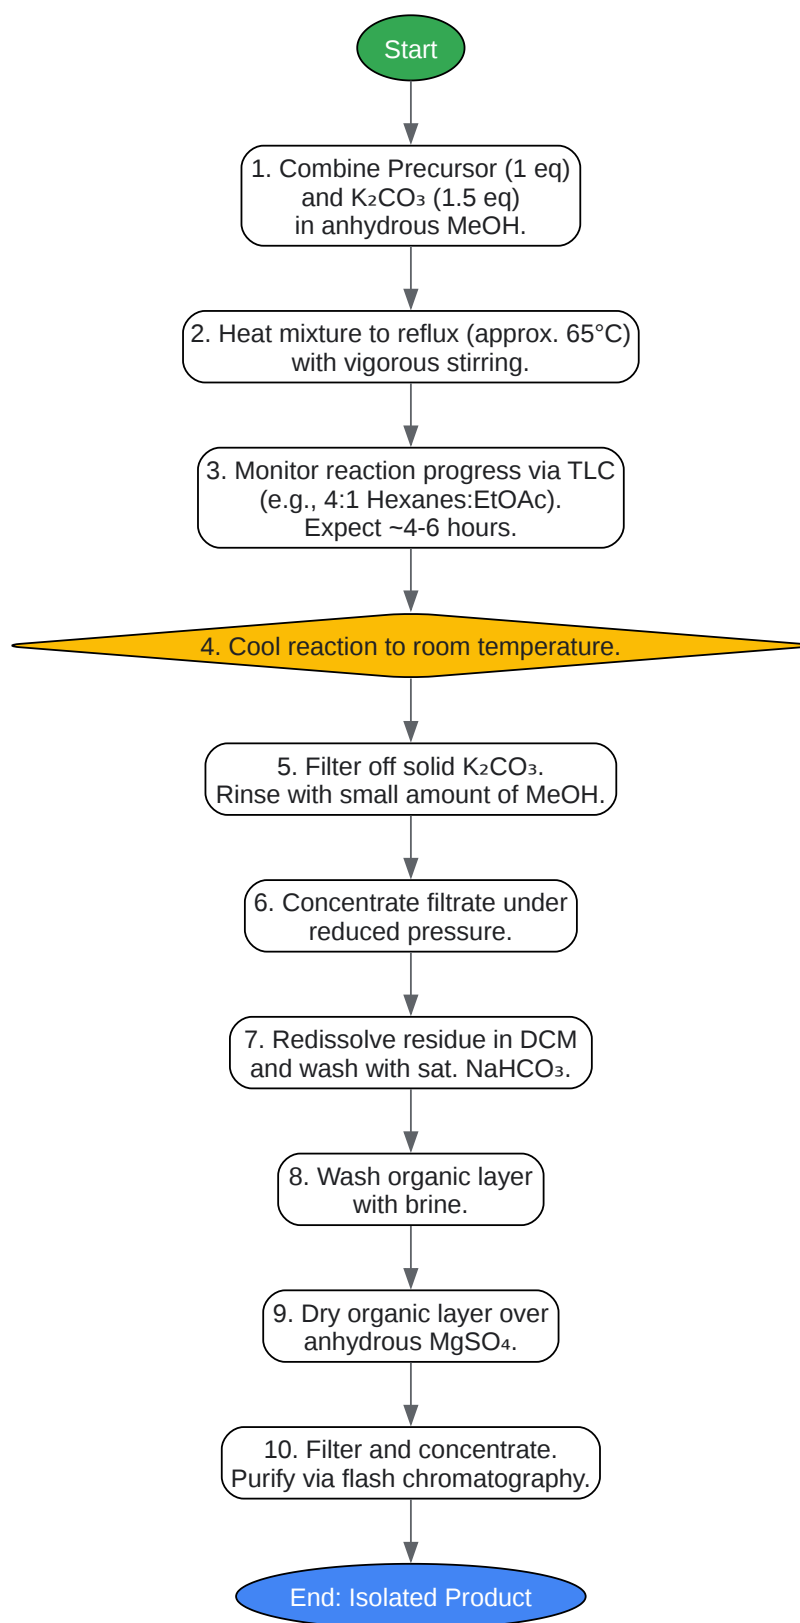 Start
1. Combine Precursor (1 eq)
and K₂CO₃ (1.5 eq)
in anhydrous MeOH.
2. Heat mixture to reflux (approx. 65°C)
with vigorous stirring.
3. Monitor reaction progress via TLC
(e.g., 4:1 Hexanes:EtOAc).
Expect ~4-6 hours.
4. Cool reaction to room temperature.
5. Filter off solid K₂CO₃.
Rinse with small amount of MeOH.
6. Concentrate filtrate under
reduced pressure.
7. Redissolve residue in DCM
and wash with sat. NaHCO₃.
8. Wash organic layer
with brine.
9. Dry organic layer over
anhydrous MgSO₄.
10. Filter and concentrate.
Purify via flash chromatography.
End: Isolated Product